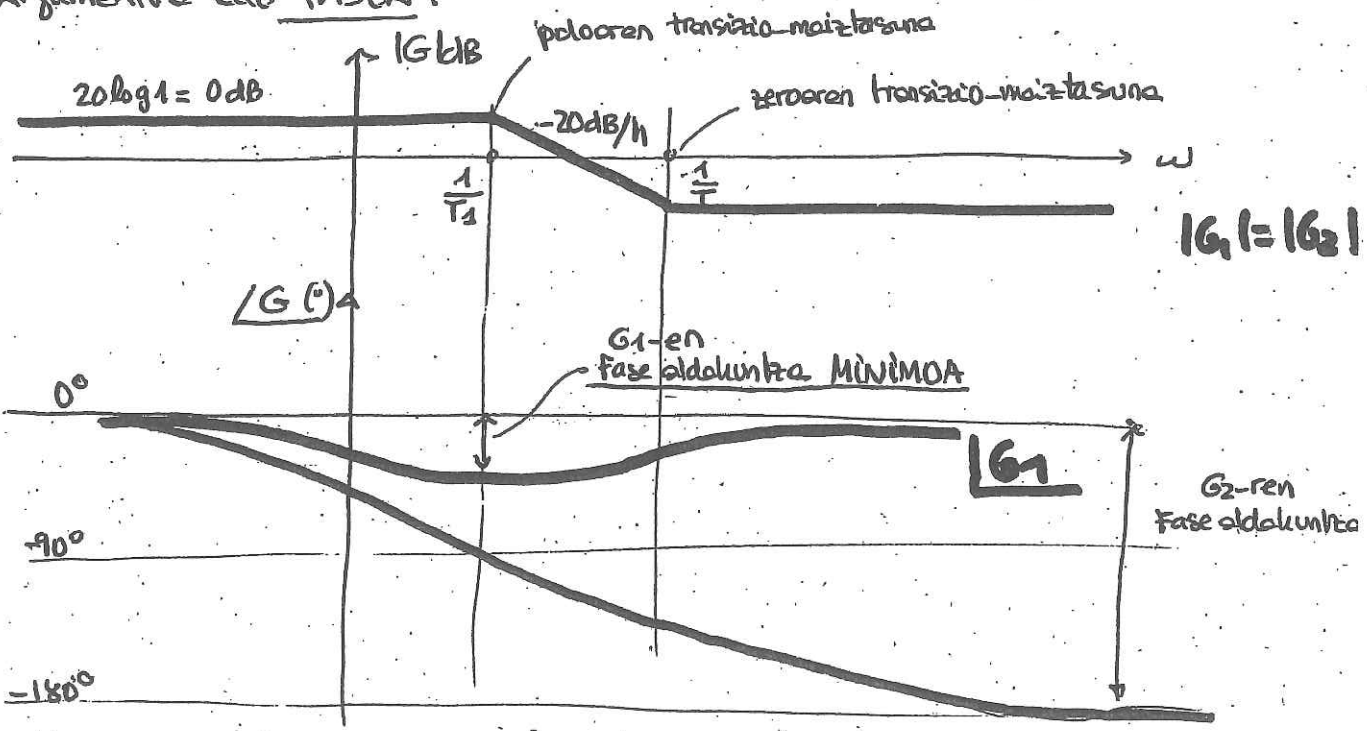 |G|dB
poloaren transizio-maiztasuna
20log1 = 0dB
zeroaren transizio-maiztasuna
-20dB/h
ω
1/T1
1/T
|G1| = |G2|
/G (°)
G1-en
Fase aldakuntza MINIMOA
0°
|G1
G2-ren
Fase aldakuntza
-90°
-180°